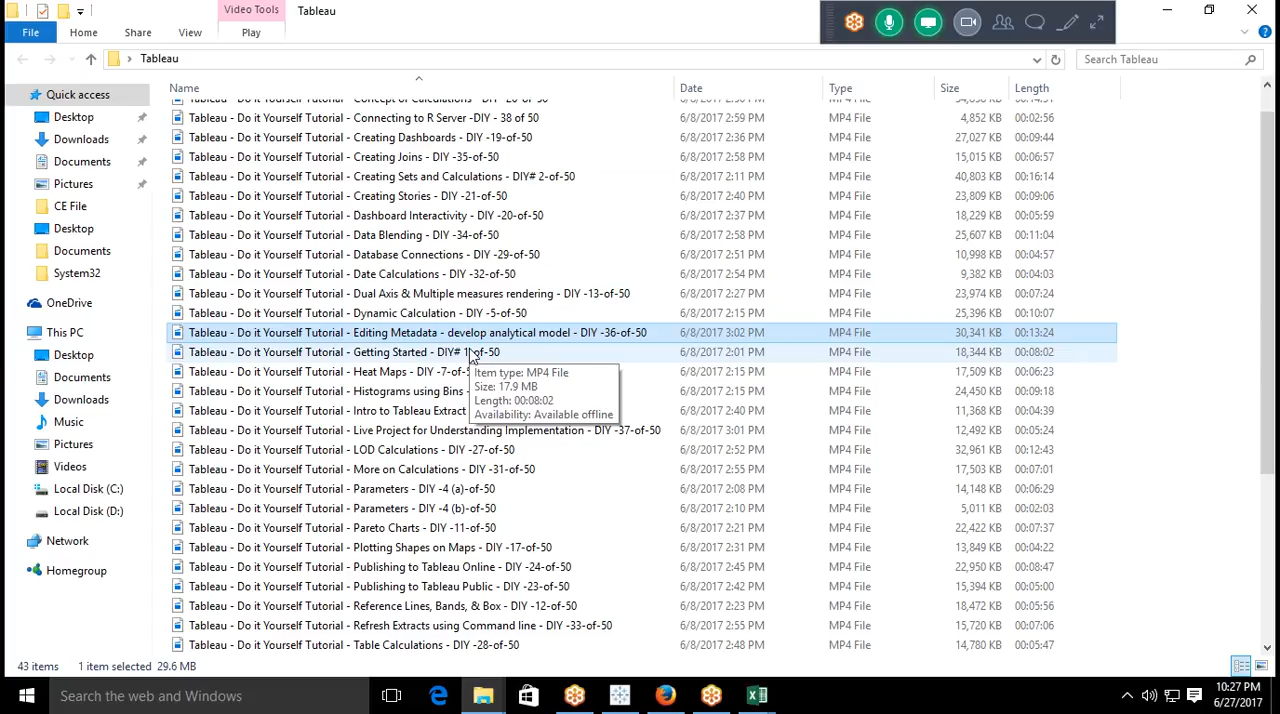 Video Tools
Tableau
File
Home
Share
View
Play
Tableau
Search Tableau
Name
Date
Type
Size
Length
Quick access
Desktop
Downloads
Documents
Pictures
CE File
Desktop
Documents
System32
OneDrive
This PC
Desktop
Documents
Downloads
Music
Pictures
Videos
Local Disk (C:)
Local Disk (D:)
Network
Homegroup
Tableau - Do it Yourself Tutorial - Concept of Calculations - DIY -26-of-50
Tableau - Do it Yourself Tutorial - Connecting to R Server -DIY - 38 of 50 6/8/2017 2:59 PM MP4 File 4,852 KB 00:02:56
Tableau - Do it Yourself Tutorial - Creating Dashboards - DIY -19-of-50 6/8/2017 2:36 PM MP4 File 27,027 KB 00:09:44
Tableau - Do it Yourself Tutorial - Creating Joins - DIY -35-of- 50 6/8/2017 2:58 PM MP4 File 15,015 KB 00:06:57
Tableau - Do it Yourself Tutorial - Creating Sets and Calculations - DIY# 2-of-50 6/8/2017 2:11 PM MP4 File 40,803 KB 00:16:14
Tableau - Do it Yourself Tutorial - Creating Stories - DIY -21-of-50 6/8/2017 2:40 PM MP4 File 23,809 KB 00:09:06
Tableau - Do it Yourself Tutorial - Dashboard Interactivity - DIY -20-of-50 6/8/2017 2:37 PM MP4 File 18,229 KB 00:05:59
Tableau - Do it Yourself Tutorial - Data Blending - DIY -34-of-50 6/8/2017 2:56 PM MP4 File 25,607 KB 00:11:04
Tableau - Do it Yourself Tutorial - Database Connections - DIY -29-of-50 6/8/2017 2:51 PM MP4 File 10,998 KB 00:04:57
Tableau - Do it Yourself Tutorial - Date Calculations - DIY -32-of-50 6/8/2017 2:54 PM MP4 File 9,382 KB 00:04:03
Tableau - Do it Yourself Tutorial - Dual Axis & Multiple measures rendering - DIY -13-of-50 6/8/2017 2:27 PM MP4 File 23,974 KB 00:07:24
Tableau - Do it Yourself Tutorial - Dynamic Calculation - DIY -5-of-50 6/8/2017 2:15 PM MP4 File 25,396 KB 00:10:07
Tableau - Do it Yourself Tutorial - Editing Metadata - develop analytical model - DIY -36-of-50 6/8/2017 3:02 PM MP4 File 30,341 KB 00:13:24
Tableau - Do it Yourself Tutorial - Getting Started - DIY# 1-of-50 6/8/2017 2:01 PM MP4 File 18,344 KB 00:08:02
Tableau - Do it Yourself Tutorial - Heat Maps - DIY -7-of- 6/8/2017 2:15 PM MP4 File 17,509 KB 00:06:23
Tableau - Do it Yourself Tutorial - Histograms using Bins - 6/8/2017 2:15 PM MP4 File 24,450 KB 00:09:18
Tableau - Do it Yourself Tutorial - Intro to Tableau Extract 6/8/2017 2:40 PM MP4 File 11,368 KB 00:04:39
Item type: MP4 File
Size: 17.9 MB
Length: 00:08:02
Availability: Available offline
Tableau - Do it Yourself Tutorial - Live Project for Understanding Implementation - DIY -37-of-50 6/8/2017 3:01 PM MP4 File 12,492 KB 00:05:24
Tableau - Do it Yourself Tutorial - LOD Calculations - DIY -27-of-50 6/8/2017 2:52 PM MP4 File 32,961 KB 00:12:43
Tableau - Do it Yourself Tutorial - More on Calculations - DIY -31-of-50 6/8/2017 2:55 PM MP4 File 17,503 KB 00:07:01
Tableau - Do it Yourself Tutorial - Parameters - DIY -4 (a)-of-50 6/8/2017 2:08 PM MP4 File 14,148 KB 00:06:29
Tableau - Do it Yourself Tutorial - Parameters - DIY -4 (b)-of-50 6/8/2017 2:10 PM MP4 File 5,011 KB 00:02:03
Tableau - Do it Yourself Tutorial - Pareto Charts - DIY -11-of-50 6/8/2017 2:21 PM MP4 File 22,422 KB 00:07:37
Tableau - Do it Yourself Tutorial - Plotting Shapes on Maps - DIY -17-of-50 6/8/2017 2:31 PM MP4 File 13,849 KB 00:04:22
Tableau - Do it Yourself Tutorial - Publishing to Tableau Online - DIY -24-of-50 6/8/2017 2:45 PM MP4 File 22,950 KB 00:08:47
Tableau - Do it Yourself Tutorial - Publishing to Tableau Public - DIY -23-of-50 6/8/2017 2:42 PM MP4 File 15,394 KB 00:05:00
Tableau - Do it Yourself Tutorial - Reference Lines, Bands, & Box - DIY -12-of-50 6/8/2017 2:23 PM MP4 File 18,472 KB 00:05:56
Tableau - Do it Yourself Tutorial - Refresh Extracts using Command line - DIY -33-of-50 6/8/2017 2:55 PM MP4 File 15,720 KB 00:07:06
Tableau - Do it Yourself Tutorial - Table Calculations - DIY -28-of-50 6/8/2017 2:48 PM MP4 File 14,780 KB 00:05:47
43 items 1 item selected 29.6 MB
Search the web and Windows
10:27 PM
6/27/2017